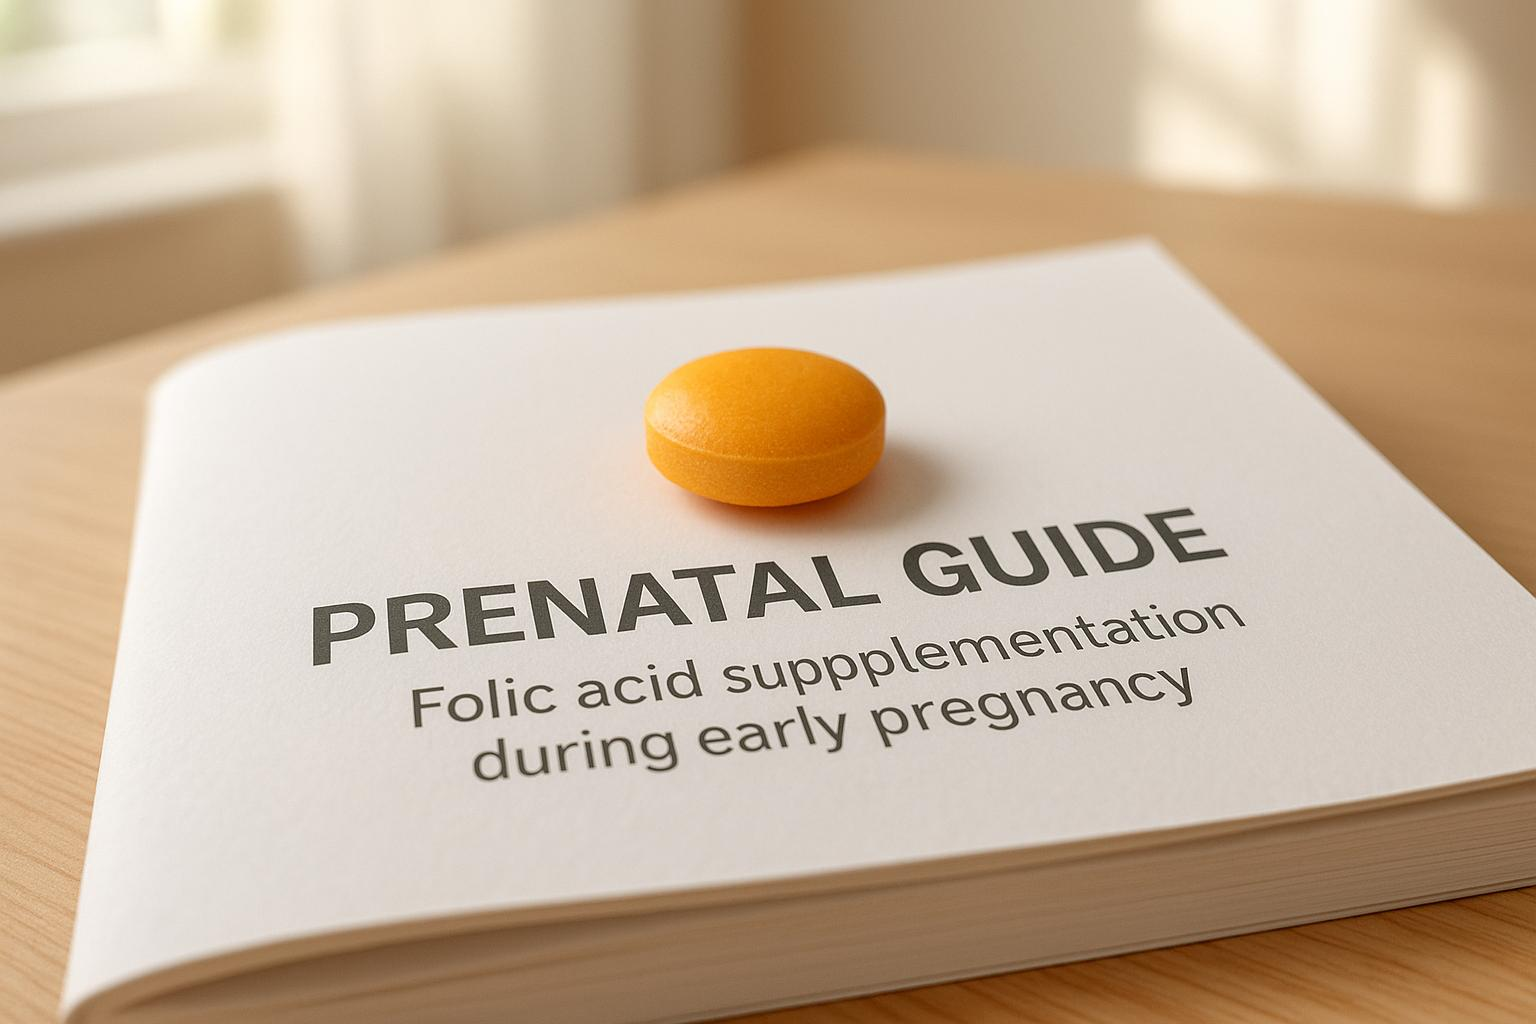 PRENATAL GUIDE
Folic acid suppplementation
during early pregnancy